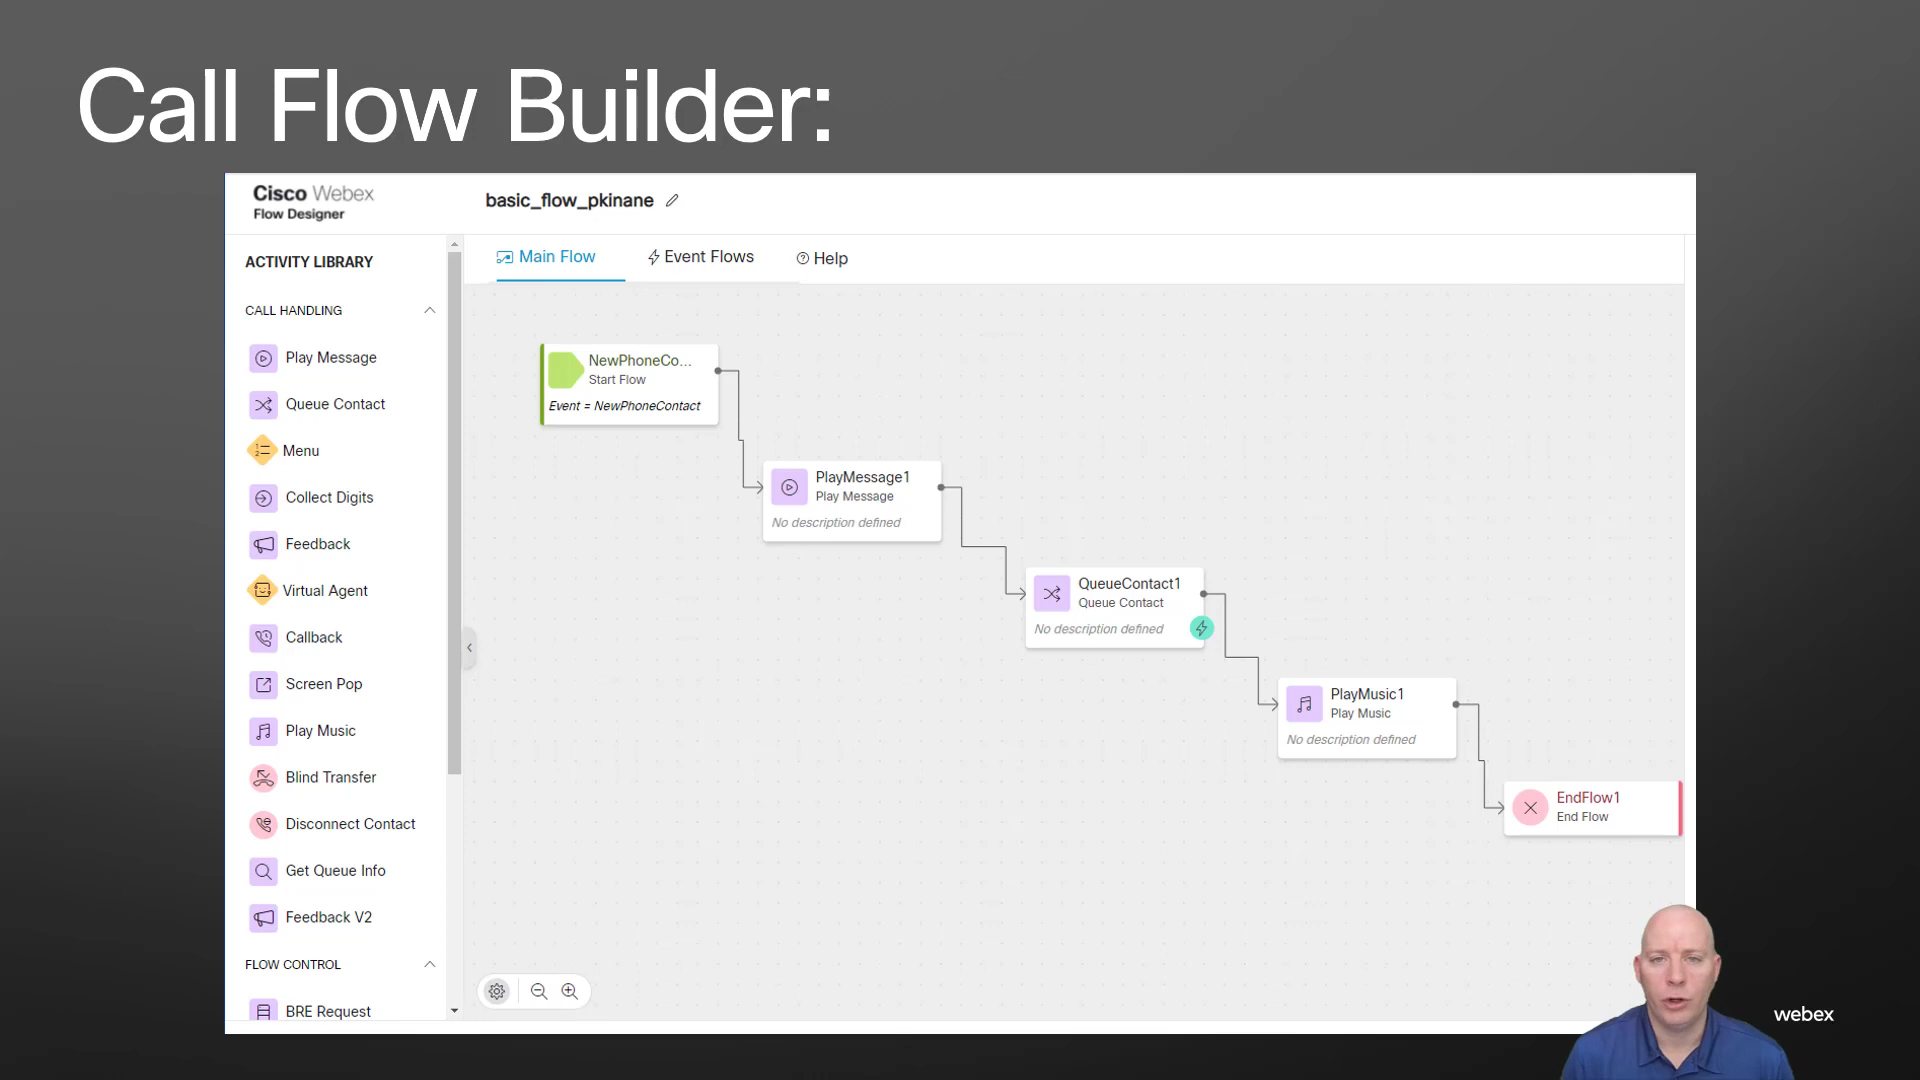 Call Flow Builder:
Cisco Webex
Flow Designer
basic_flow_pkinane
ACTIVITY LIBRARY
Main Flow
Event Flows
Help
CALL HANDLING
Play Message
Queue Contact
Menu
Collect Digits
Feedback
Virtual Agent
Callback
Screen Pop
Play Music
Blind Transfer
Disconnect Contact
Get Queue Info
Feedback V2
FLOW CONTROL
BRE Request
NewPhoneCo...
Start Flow
Event = NewPhoneContact
PlayMessage1
Play Message
No description defined
QueueContact1
Queue Contact
No description defined
PlayMusic1
Play Music
No description defined
EndFlow1
End Flow
webex